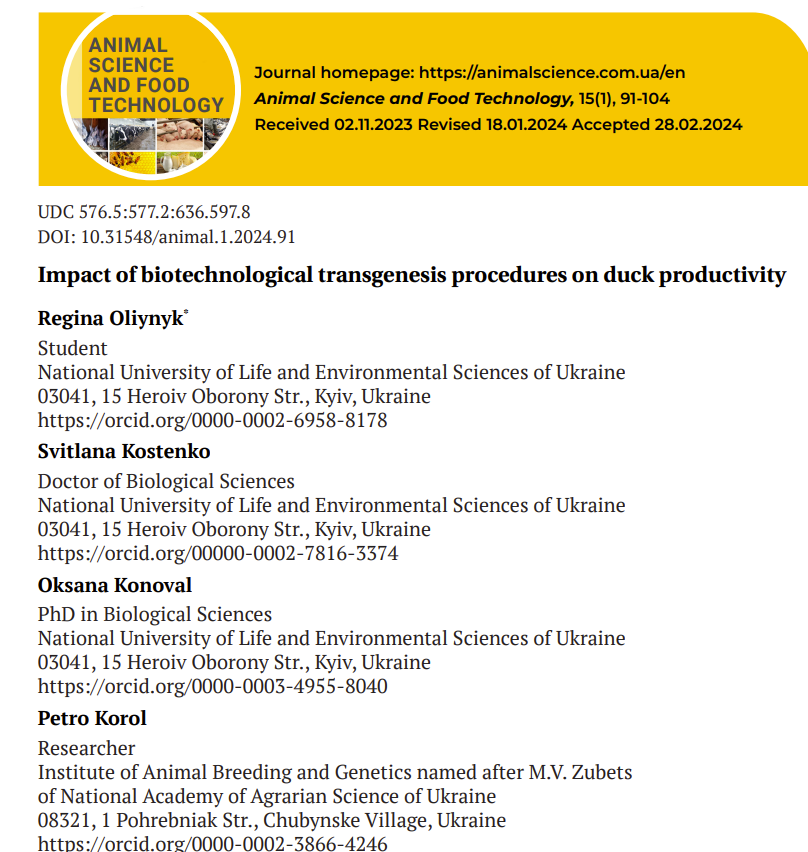 ANIMAL
SCIENCE
AND FOOD
TECHNOLOGY
Journal homepage: https://animalscience.com.ua/en
Animal Science and Food Technology, 15(1), 91-104
Received 02.11.2023 Revised 18.01.2024 Accepted 28.02.2024
UDC 576.5:577.2:636.597.8
DOI: 10.31548/animal.1.2024.91
Impact of biotechnological transgenesis procedures on duck productivity
Regina Oliynyk*
Student
National University of Life and Environmental Sciences of Ukraine
03041, 15 Heroiv Oborony Str., Kyiv, Ukraine
https://orcid.org/0000-0002-6958-8178
Svitlana Kostenko
Doctor of Biological Sciences
National University of Life and Environmental Sciences of Ukraine
03041, 15 Heroiv Oborony Str., Kyiv, Ukraine
https://orcid.org/00000-0002-7816-3374
Oksana Konoval
PhD in Biological Sciences
National University of Life and Environmental Sciences of Ukraine
03041, 15 Heroiv Oborony Str., Kyiv, Ukraine
https://orcid.org/0000-0003-4955-8040
Petro Korol
Researcher
Institute of Animal Breeding and Genetics named after M.V. Zubets
of National Academy of Agrarian Science of Ukraine
08321, 1 Pohrebniak Str., Chubynske Village, Ukraine
https://orcid.org/0000-0002-3866-4246